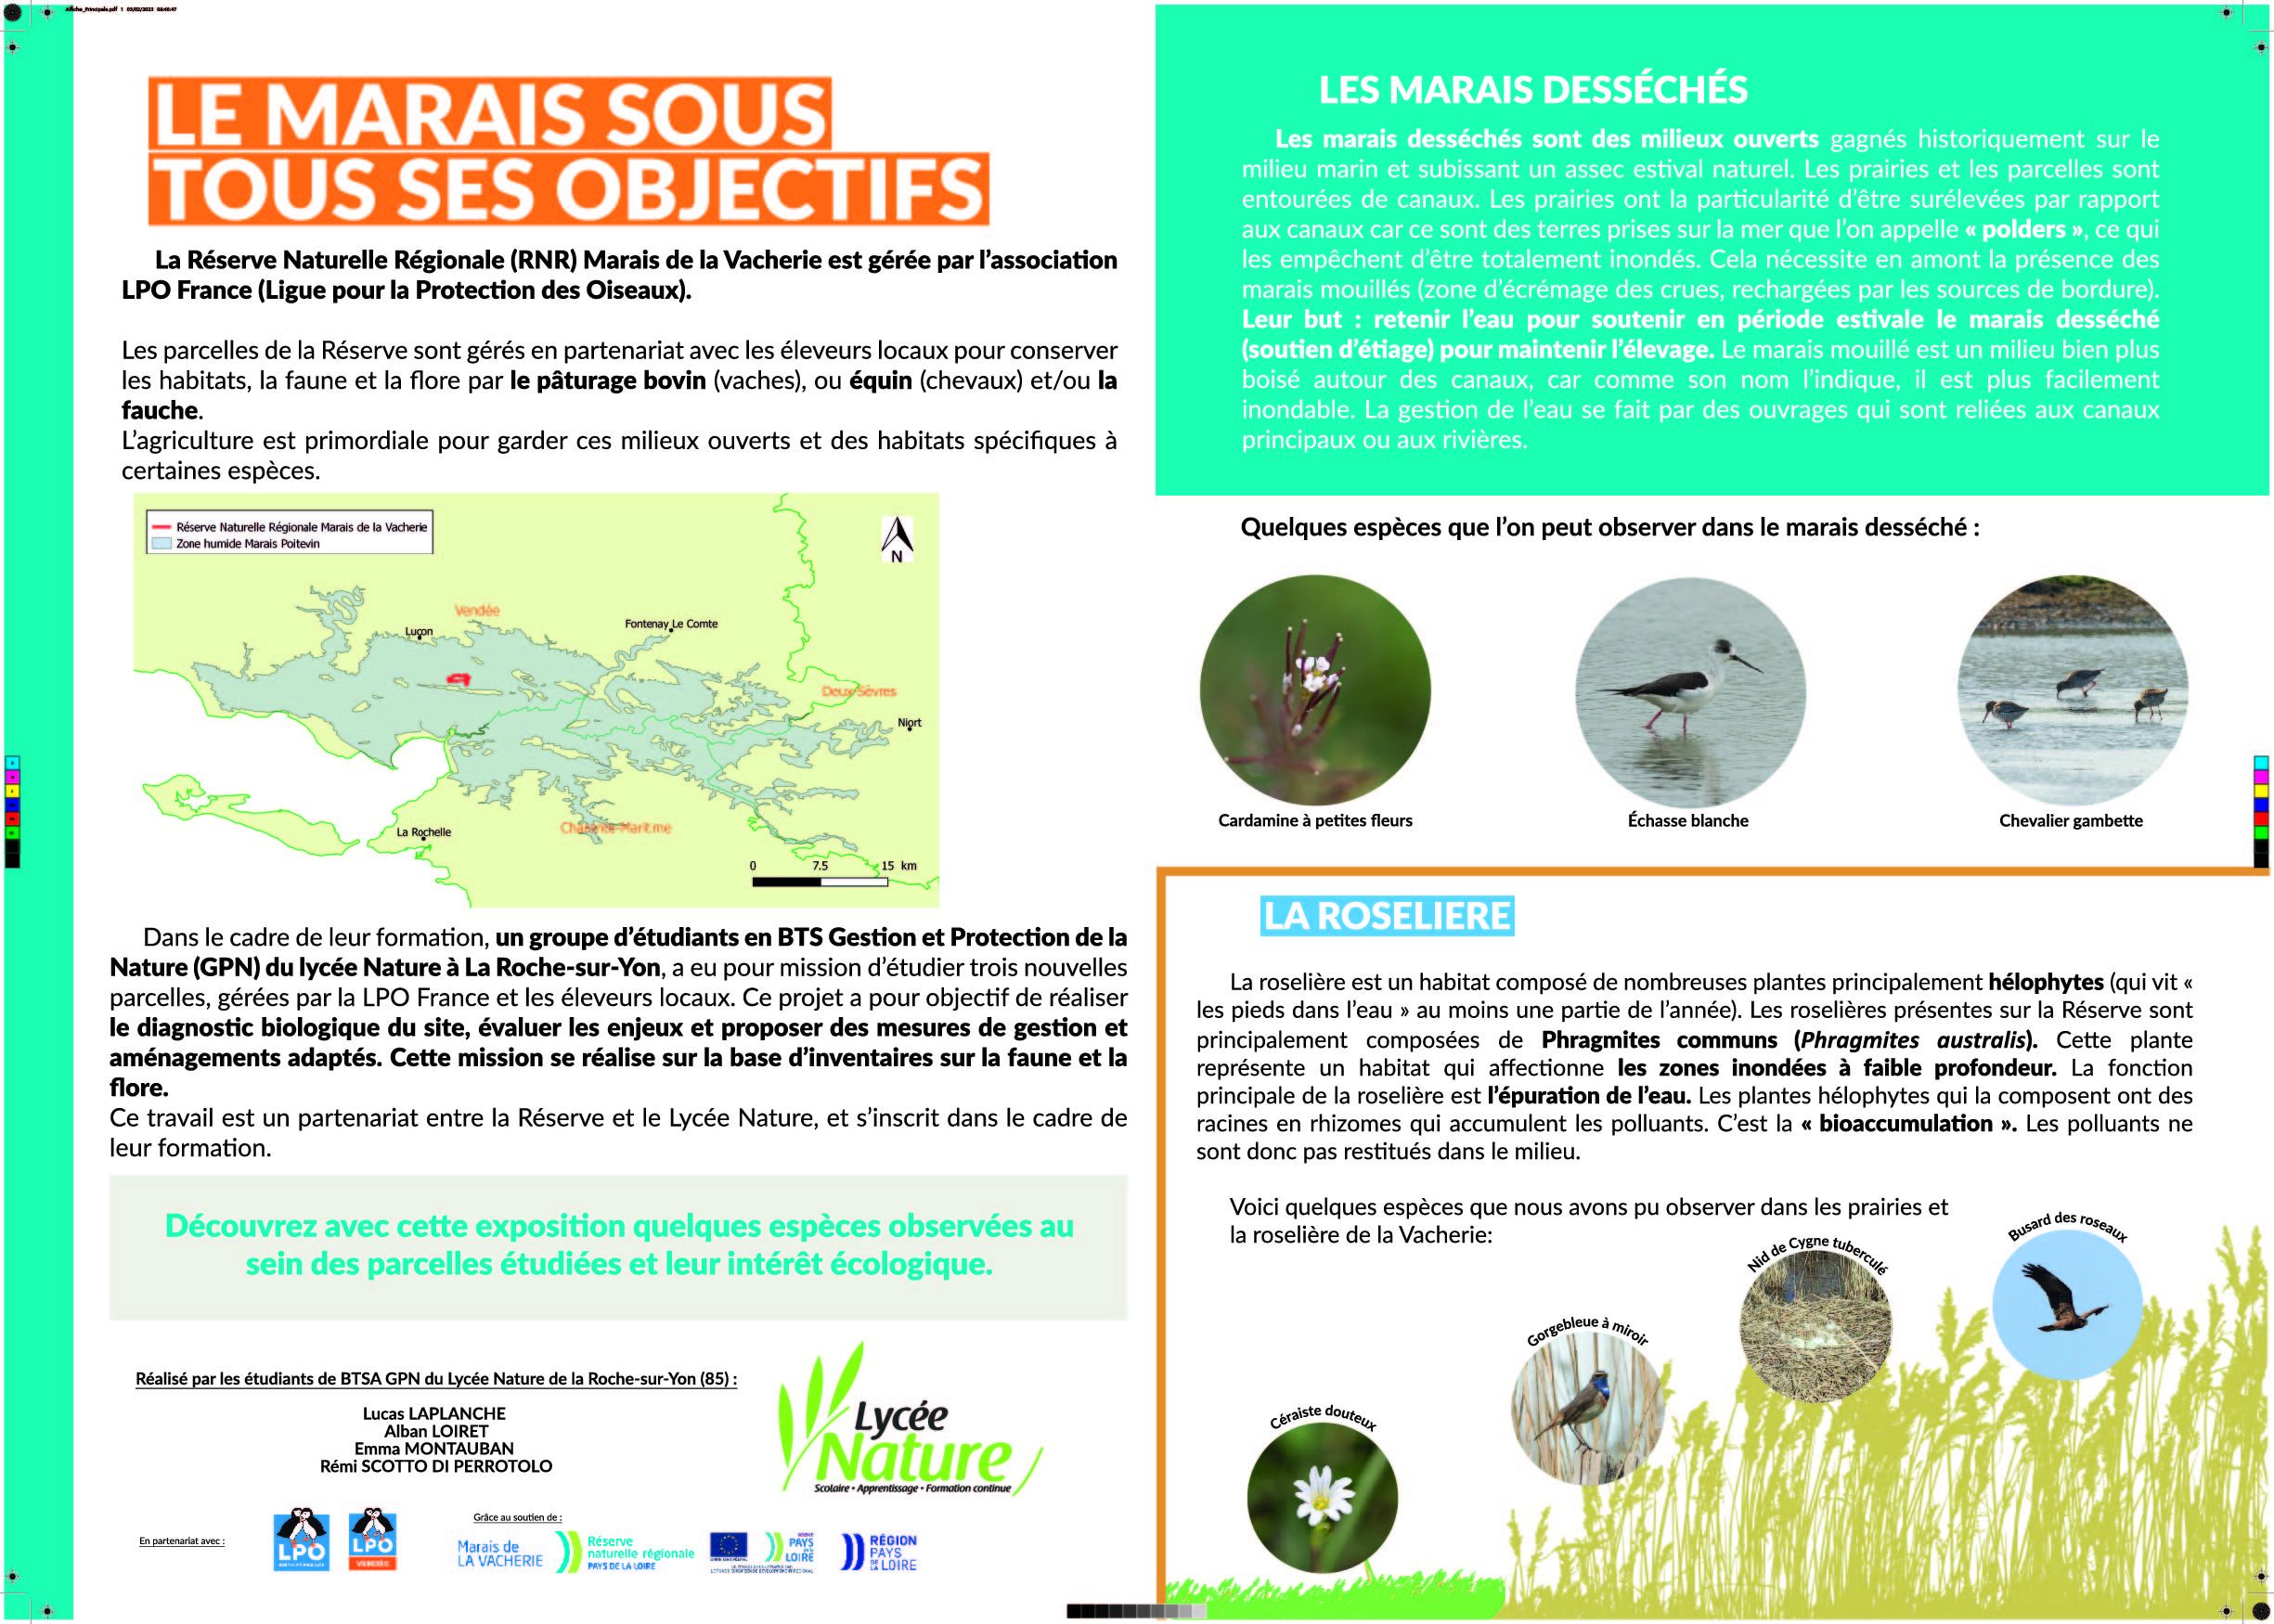 Affiche_Principale.pdf 1 03/02/2025 08:48:47
LE MARAIS SOUS
TOUS SES OBJECTIFS
La Réserve Naturelle Régionale (RNR) Marais de la Vacherie est gérée par l’association
LPO France (Ligue pour la Protection des Oiseaux).
Les parcelles de la Réserve sont gérés en partenariat avec les éleveurs locaux pour conserver
les habitats, la faune et la flore par le pâturage bovin (vaches), ou équin (chevaux) et/ou la
fauche.
L’agriculture est primordiale pour garder ces milieux ouverts et des habitats spécifiques à
certaines espèces.
Réserve Naturelle Régionale Marais de la Vacherie
Zone humide Marais Poitevin
N
Vendée
Luçon
Fontenay Le Comte
Deux-Sèvres
Niort
La Rochelle
Charente-Maritime
0 7.5 15 km
Dans le cadre de leur formation, un groupe d’étudiants en BTS Gestion et Protection de la
Nature (GPN) du lycée Nature à La Roche-sur-Yon, a eu pour mission d’étudier trois nouvelles
parcelles, gérées par la LPO France et les éleveurs locaux. Ce projet a pour objectif de réaliser
le diagnostic biologique du site, évaluer les enjeux et proposer des mesures de gestion et
aménagements adaptés. Cette mission se réalise sur la base d’inventaires sur la faune et la
flore.
Ce travail est un partenariat entre la Réserve et le Lycée Nature, et s’inscrit dans le cadre de
leur formation.
Découvrez avec cette exposition quelques espèces observées au
sein des parcelles étudiées et leur intérêt écologique.
Réalisé par les étudiants de BTSA GPN du Lycée Nature de la Roche-sur-Yon (85) :
Lucas LAPLANCHE
Alban LOIRET
Emma MONTAUBAN
Rémi SCOTTO DI PERROTOLO
Lycée
Nature
Scolaire • Apprentissage • Formation continue
En partenariat avec :
LPO
LPO
VENDÉE
Grâce au soutien de :
Marais de
LA VACHERIE
Réserve
naturelle régionale
PAYS DE LA LOIRE
PAYS
DE LA
LOIRE
RÉGION
PAYS
DE LA
LOIRE
LES MARAIS DESSÉCHÉS
Les marais desséchés sont des milieux ouverts gagnés historiquement sur le
milieu marin et subissant un assec estival naturel. Les prairies et les parcelles sont
entourées de canaux. Les prairies ont la particularité d’être surélevées par rapport
aux canaux car ce sont des terres prises sur la mer que l’on appelle « polders », ce qui
les empêchent d’être totalement inondés. Cela nécessite en amont la présence des
marais mouillés (zone d’écrémage des crues, rechargées par les sources de bordure).
Leur but : retenir l’eau pour soutenir en période estivale le marais desséché
(soutien d’étiage) pour maintenir l’élevage. Le marais mouillé est un milieu bien plus
boisé autour des canaux, car comme son nom l’indique, il est plus facilement
inondable. La gestion de l’eau se fait par des ouvrages qui sont reliées aux canaux
principaux ou aux rivières.
Quelques espèces que l’on peut observer dans le marais desséché :
Cardamine à petites fleurs
Échasse blanche
Chevalier gambette
LA ROSELIERE
La roselière est un habitat composé de nombreuses plantes principalement hélophytes (qui vit «
les pieds dans l’eau » au moins une partie de l’année). Les roselières présentes sur la Réserve sont
principalement composées de Phragmites communs (Phragmites australis). Cette plante
représente un habitat qui affectionne les zones inondées à faible profondeur. La fonction
principale de la roselière est l’épuration de l’eau. Les plantes hélophytes qui la composent ont des
racines en rhizomes qui accumulent les polluants. C’est la « bioaccumulation ». Les polluants ne
sont donc pas restitués dans le milieu.
Voici quelques espèces que nous avons pu observer dans les prairies et
la roselière de la Vacherie:
Busard des roseaux
Nid de Cygne tuberculé
Gorgebleue à miroir
Céraiste douteux